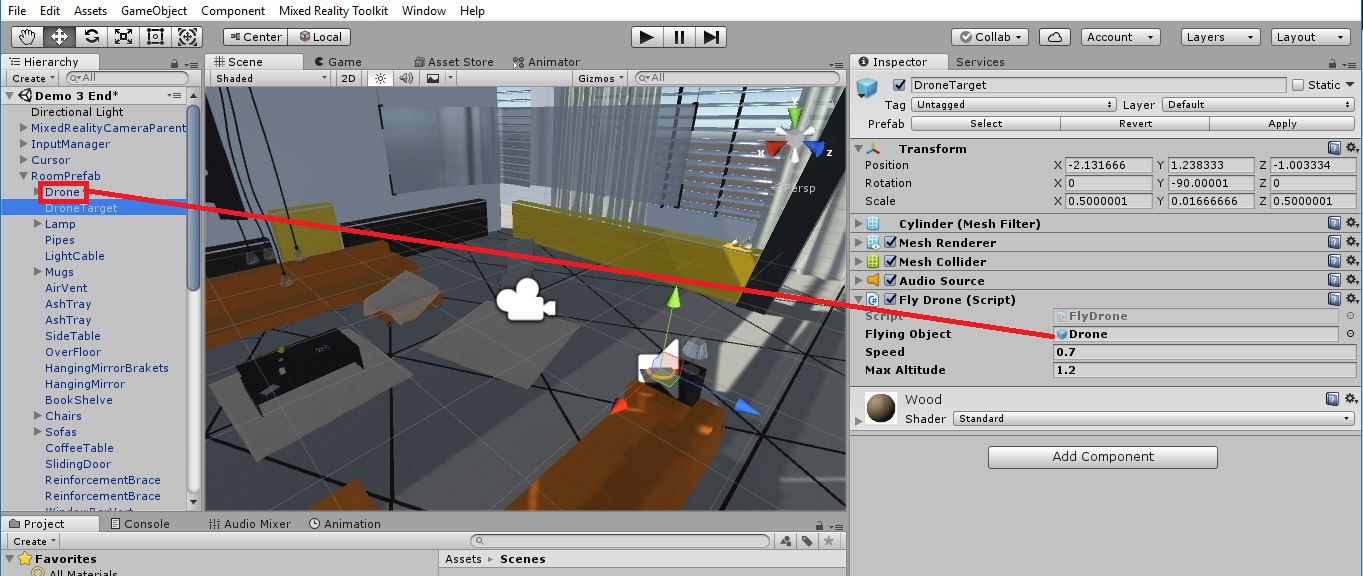 File Edit Assets GameObject Component Mixed Reality Toolkit Window Help
Center Local Collab Account Layers Layout
Hierarchy
Create All
Demo 3 End*
Directional Light
MixedRealityCameraParent
InputManager
Cursor
RoomPrefab
Drone
DroneTarget
Lamp
Pipes
LightCable
Mugs
AirVent
AshTray
AshTray
SideTable
OverFloor
HangingMirrorBrakets
HangingMirror
BookShelve
Chairs
Sofas
CoffeeTable
SlidingDoor
ReinforcementBrace
ReinforcementBrace
Scene Game Asset Store Animator
Shaded 2D Gizmos All
y
x z
Persp
Inspector Services
DroneTarget Static
Tag Untagged Layer Default
Prefab Select Revert Apply
Transform
Position X -2.131666 Y 1.238333 Z -1.003334
Rotation X 0 Y -90.00001 Z 0
Scale X 0.5000001 Y 0.01666666 Z 0.5000001
Cylinder (Mesh Filter)
Mesh Renderer
Mesh Collider
Audio Source
Fly Drone (Script)
Script FlyDrone
Flying Object Drone
Speed 0.7
Max Altitude 1.2
Wood
Shader Standard
Add Component
Project Console Audio Mixer Animation
Create
Favorites
All Materials
Assets Scenes